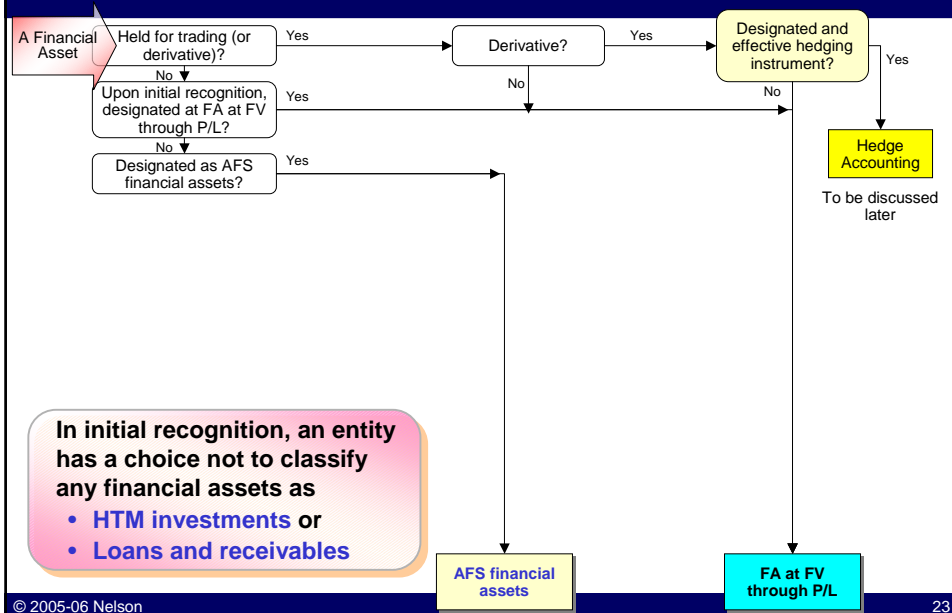 A Financial
Asset
Held for trading (or
derivative)?
Yes
Derivative?
Yes
Designated and
effective hedging
instrument?
Yes
No
No
No
Upon initial recognition,
designated at FA at FV
through P/L?
Yes
Hedge
Accounting
No
Designated as AFS
financial assets?
Yes
To be discussed
later
In initial recognition, an entity
has a choice not to classify
any financial assets as
• HTM investments or
• Loans and receivables
AFS financial
assets
FA at FV
through P/L
© 2005-06 Nelson
23